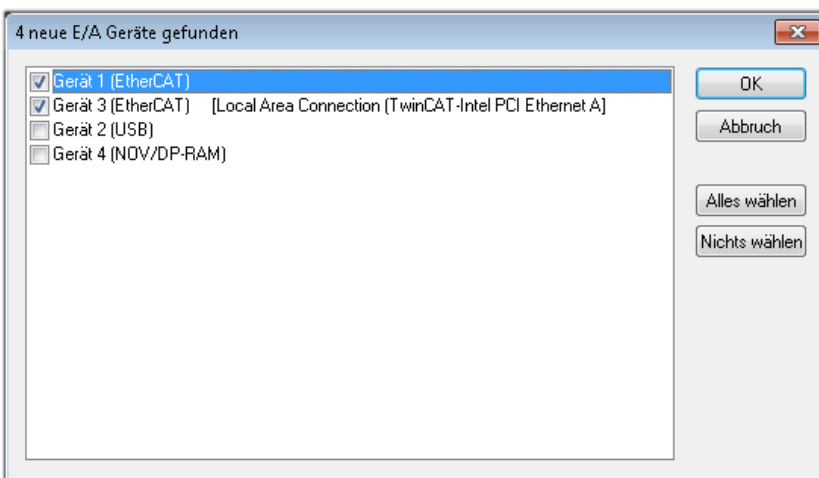 4 neue E/A Geräte gefunden
Gerät 1 (EtherCAT)
Gerät 3 (EtherCAT) [Local Area Connection (TwinCAT-Intel PCI Ethernet A]
Gerät 2 (USB)
Gerät 4 (NOV/DP-RAM)
OK
Abbruch
Alles wählen
Nichts wählen